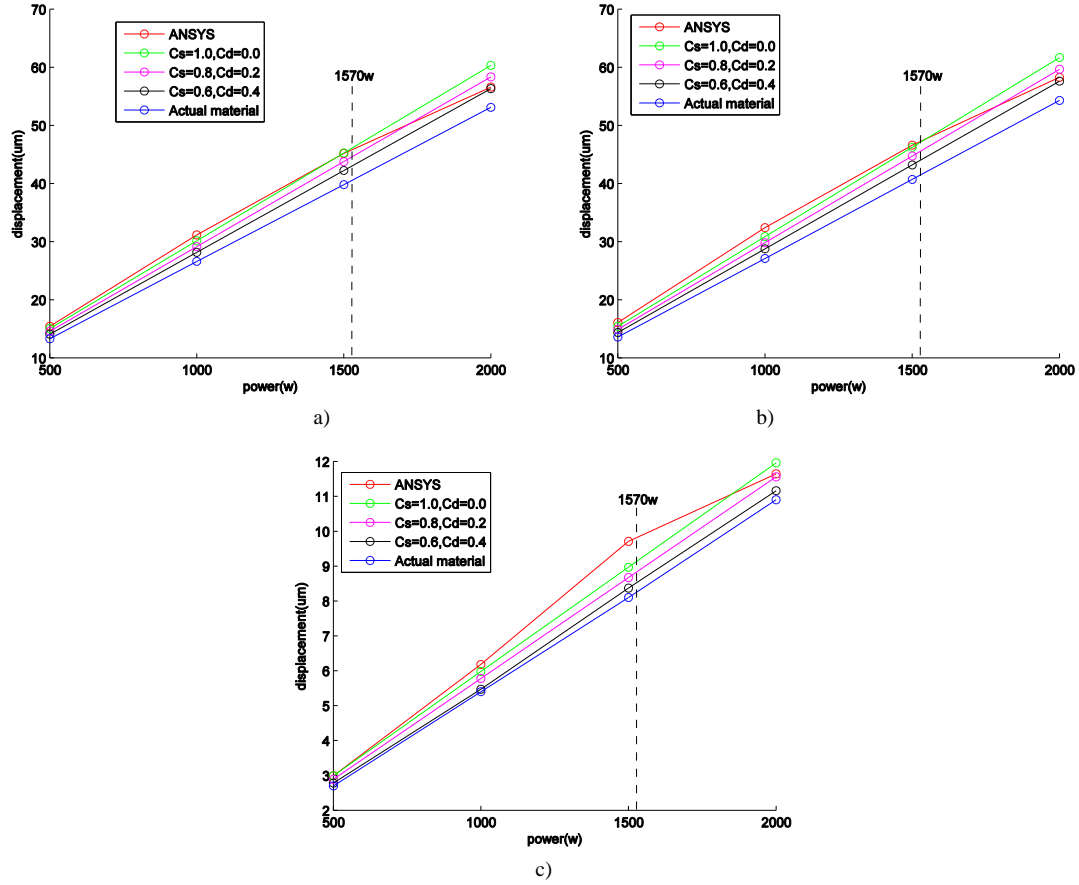 70
60
50
40
30
20
10
displacement(um)
ANSYS
Cs=1.0,Cd=0.0
Cs=0.8,Cd=0.2
Cs=0.6,Cd=0.4
Actual material
1570w
500
1000
1500
2000
power(w)
a)
70
60
50
40
30
20
10
displacement(um)
ANSYS
Cs=1.0,Cd=0.0
Cs=0.8,Cd=0.2
Cs=0.6,Cd=0.4
Actual material
1570w
500
1000
1500
2000
power(w)
b)
12
11
10
9
8
7
6
5
4
3
2
displacement(um)
ANSYS
Cs=1.0,Cd=0.0
Cs=0.8,Cd=0.2
Cs=0.6,Cd=0.4
Actual material
1570w
500
1000
1500
2000
power(w)
c)